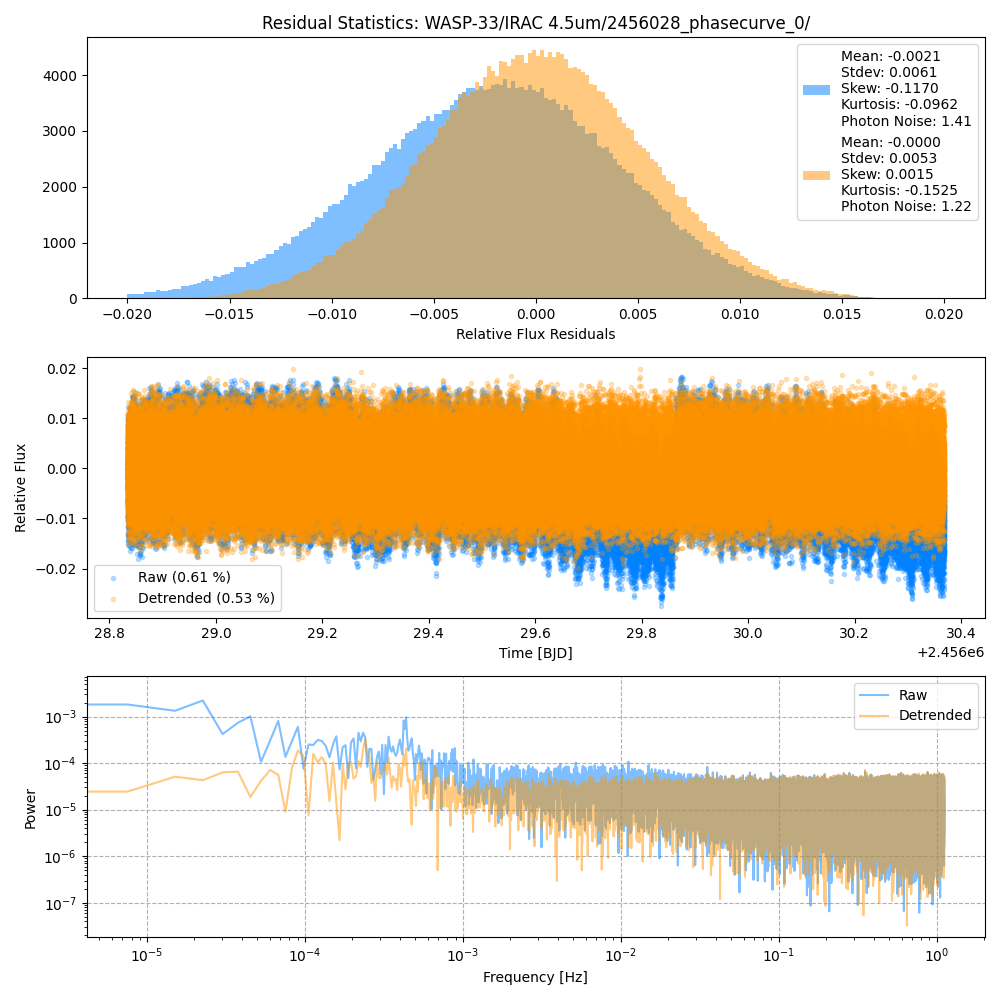 Residual Statistics: WASP-33/IRAC 4.5um/2456028_phasecurve_0/
Mean: -0.0021
Stdev: 0.0061
Skew: -0.1170
Kurtosis: -0.0962
Photon Noise: 1.41
Mean: -0.0000
Stdev: 0.0053
Skew: 0.0015
Kurtosis: -0.1525
Photon Noise: 1.22
4000
3000
2000
1000
0
−0.020 −0.015 −0.010 −0.005 0.000 0.005 0.010 0.015 0.020
Relative Flux Residuals
0.02
0.01
0.00
−0.01
−0.02
Relative Flux
Raw (0.61 %)
Detrended (0.53 %)
28.8 29.0 29.2 29.4 29.6 29.8 30.0 30.2 30.4
Time [BJD]
+2.456e6
Raw
Detrended
10⁻³
10⁻⁴
10⁻⁵
10⁻⁶
10⁻⁷
Power
10⁻⁵ 10⁻⁴ 10⁻³ 10⁻² 10⁻¹ 10⁰
Frequency [Hz]